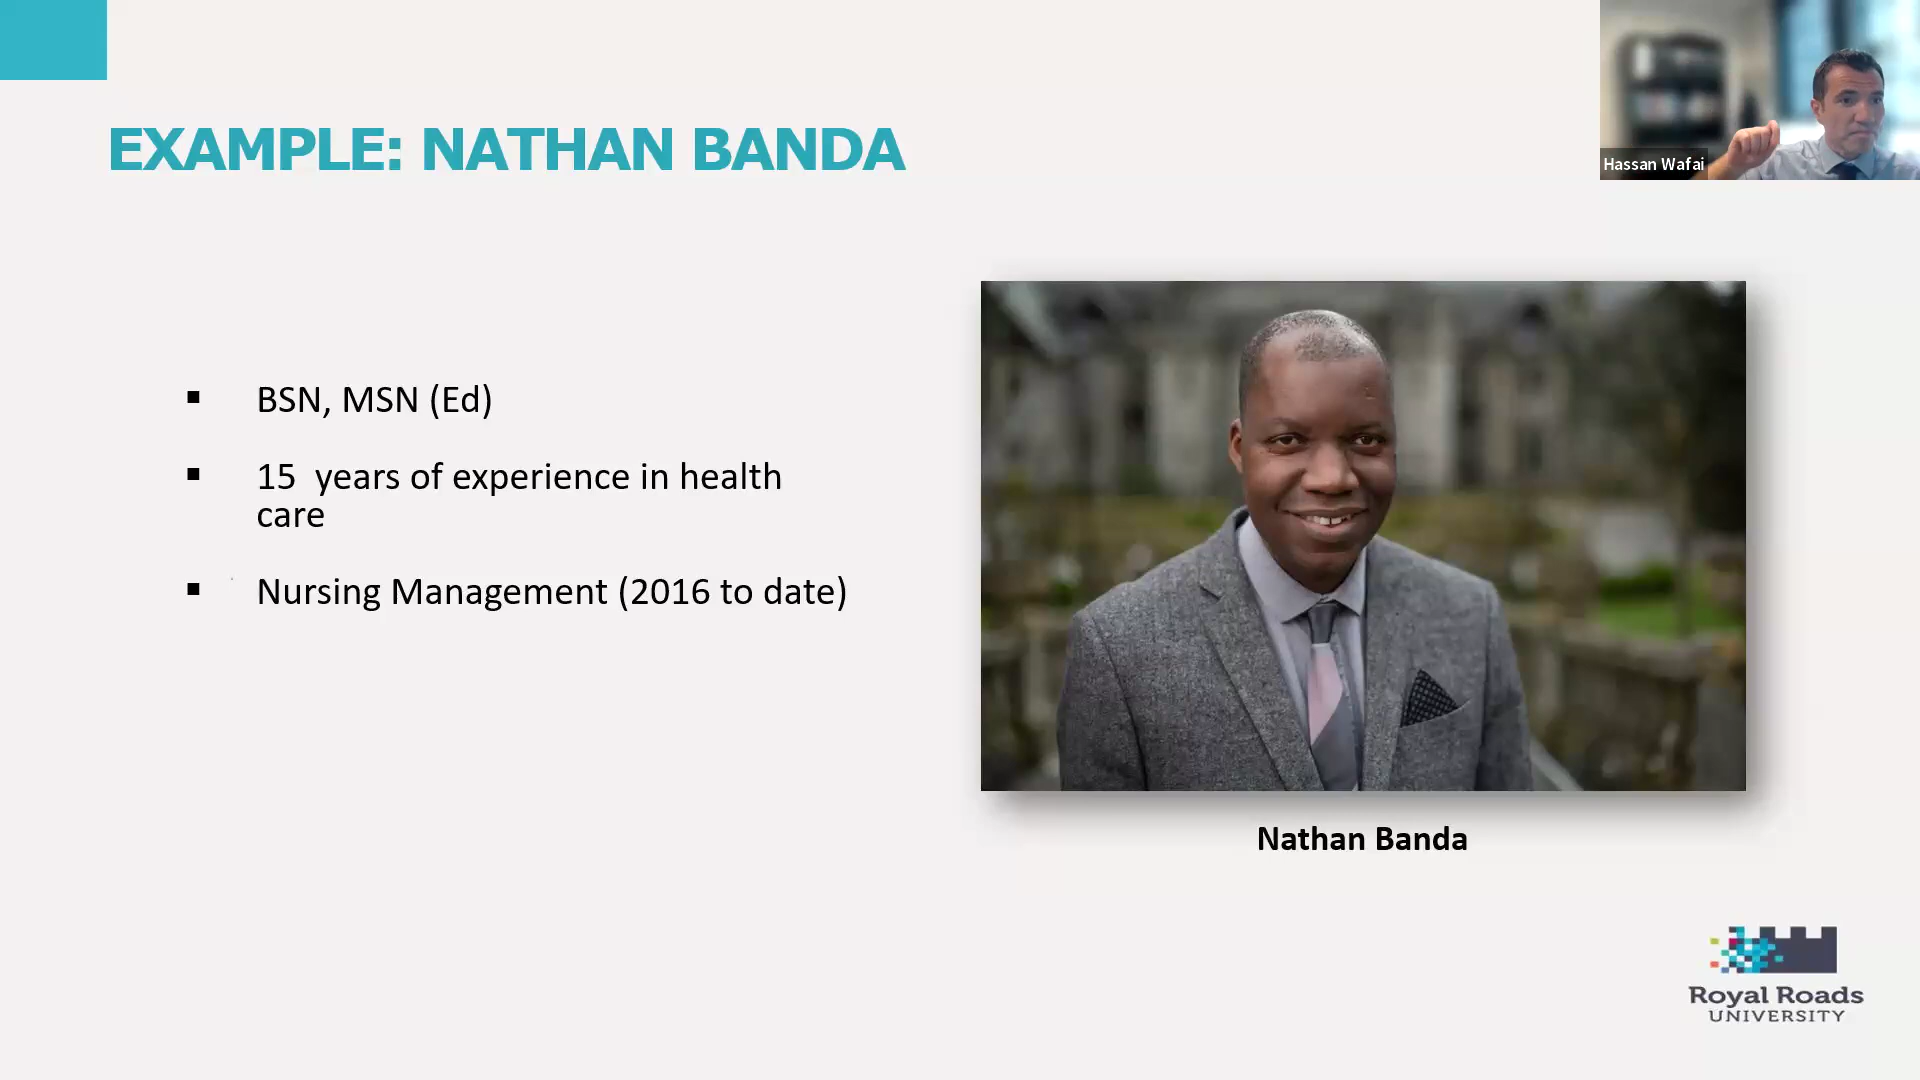 Hassan Wafai
EXAMPLE: NATHAN BANDA
▪ BSN, MSN (Ed)
▪ 15  years of experience in health
care
▪ Nursing Management (2016 to date)
Nathan Banda
Royal Roads
UNIVERSITY